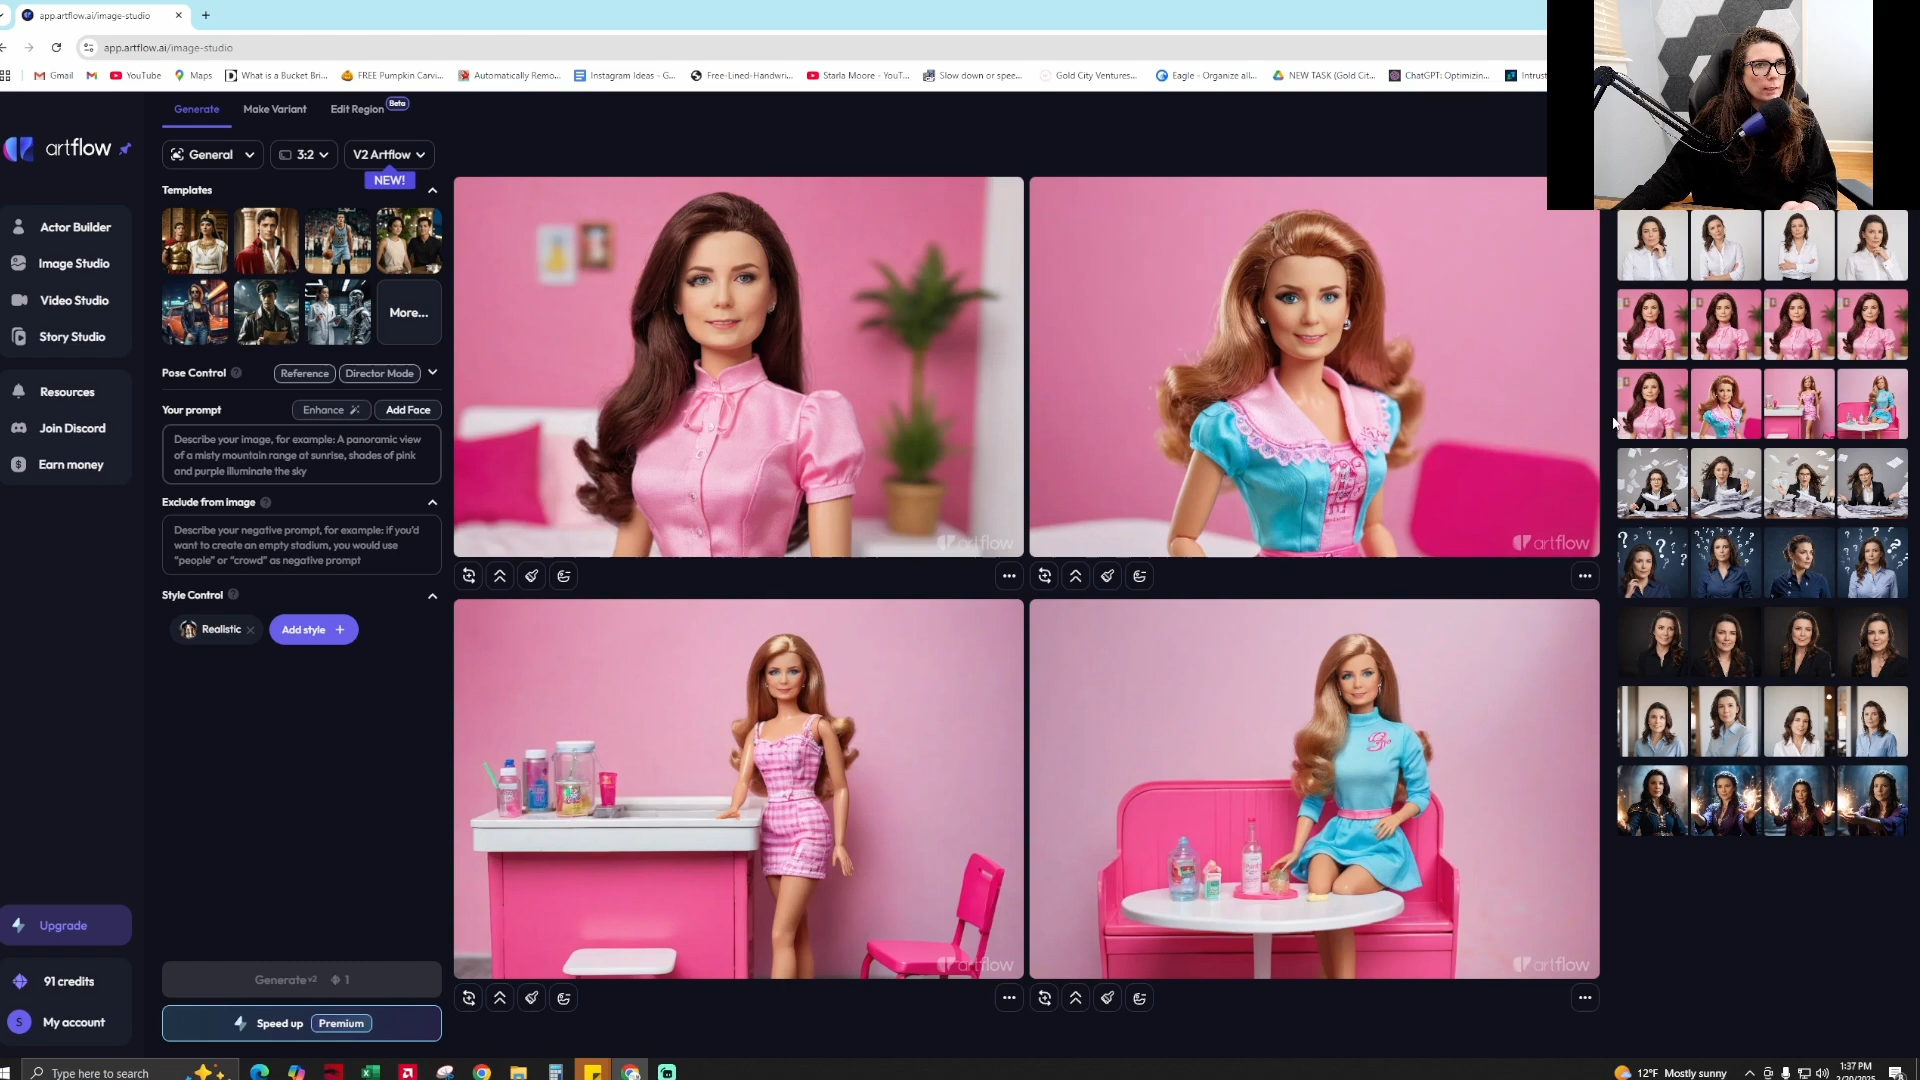 app.artflow.ai/image-studio
app.artflow.ai/image-studio
Gmail
YouTube
Maps
What is a Bucket Bri...
FREE Pumpkin Carvi...
Automatically Remo...
Instagram Ideas - G...
Free-Lined-Handwri...
Starla Moore - YouT...
Slow down or spee...
Gold City Ventures...
Eagle - Organize all...
NEW TASK (Gold Cit...
ChatGPT: Optimizin...
Intrust
Generate
Make Variant
Edit Region
Beta
artflow
General
3:2
V2 Artflow
NEW!
Templates
More...
Actor Builder
Image Studio
Video Studio
Story Studio
Resources
Join Discord
Earn money
Pose Control
Reference
Director Mode
Your prompt
Enhance
Add Face
Describe your image, for example: A panoramic view
of a misty mountain range at sunrise, shades of pink
and purple illuminate the sky
Exclude from image
Describe your negative prompt, for example: if you'd
want to create an empty stadium, you would use
"people" or "crowd" as negative prompt
Style Control
Realistic
Add style +
artflow
artflow
artflow
artflow
Upgrade
91 credits
S
My account
Generate v2 1
Speed up
Premium
Type here to search
12°F Mostly sunny
1:37 PM
2/20/2025